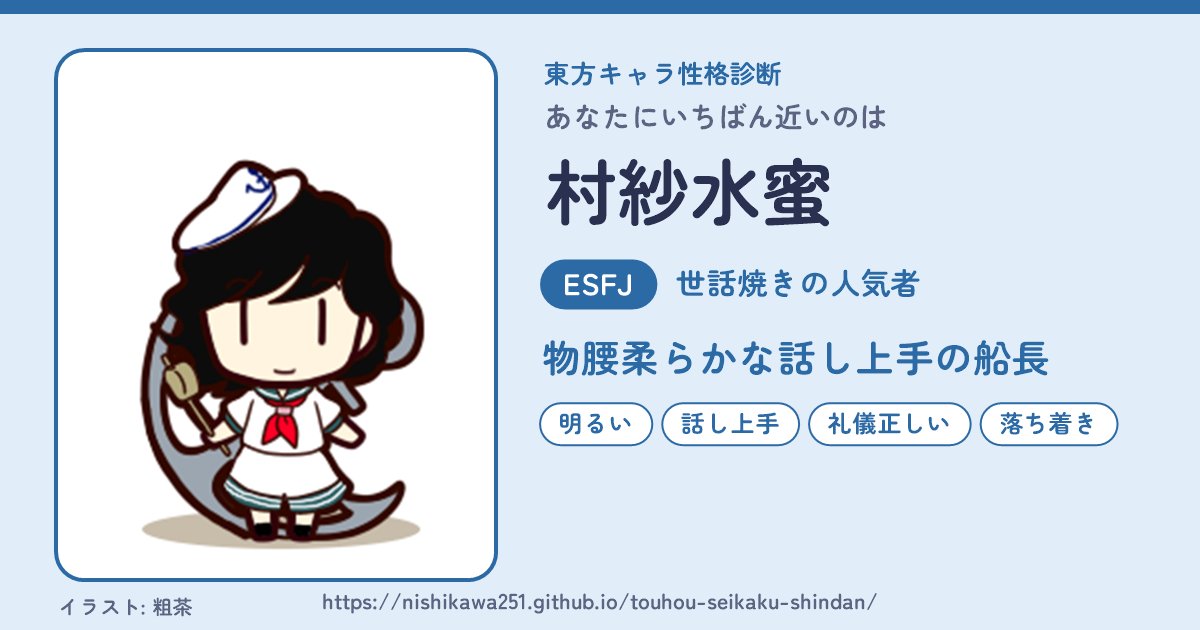 東方キャラ性格診断
あなたにいちばん近いのは
村紗水蜜
ESFJ 世話焼きの人気者
物腰柔らかな話し上手の船長
明るい 話し上手 礼儀正しい 落ち着き
イラスト: 粗茶
https://nishikawa251.github.io/touhou-seikaku-shindan/